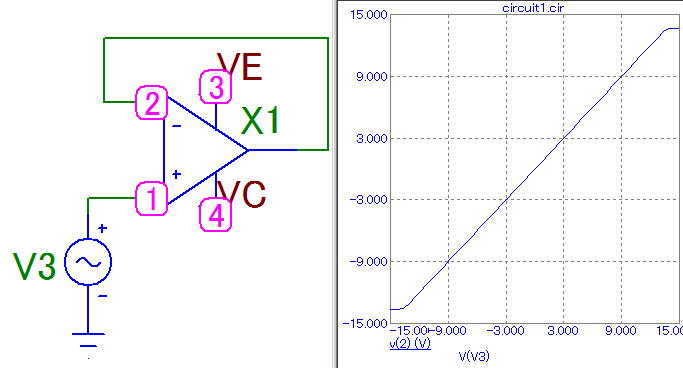 VE
3
2
X1
-
+
1
VC
4
V3
+
-
circuit1.cir
15.000
9.000
3.000
-3.000
-9.000
-15.000
-15.00 -9.000 -3.000 3.000 9.000 15.00
v(2) (V)
V(V3)